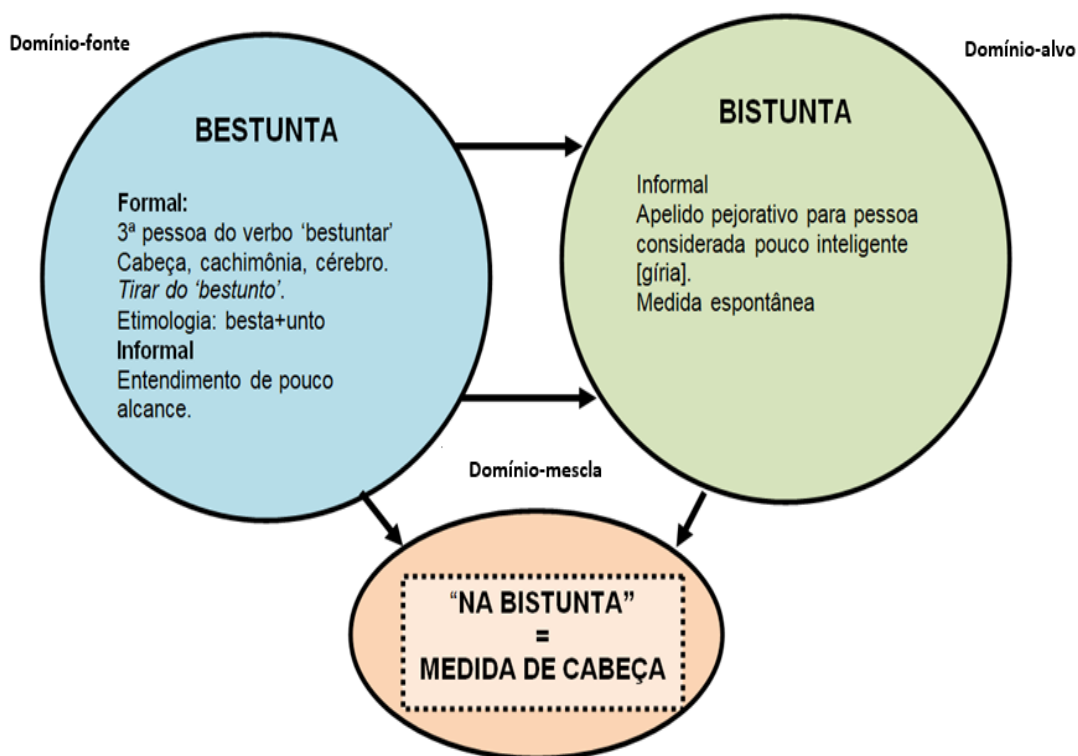 Domínio-fonte
Domínio-alvo
BESTUNTA
Formal:
3ª pessoa do verbo ‘bestuntar’
Cabeça, cachimônia, cérebro.
Tirar do ‘bestunto’.
Etimologia: besta+unto
Informal
Entendimento de pouco
alcance.
BISTUNTA
Informal
Apelido pejorativo para pessoa
considerada pouco inteligente
[gíria].
Medida espontânea
Domínio-mescla
“NA BISTUNTA”
=
MEDIDA DE CABEÇA